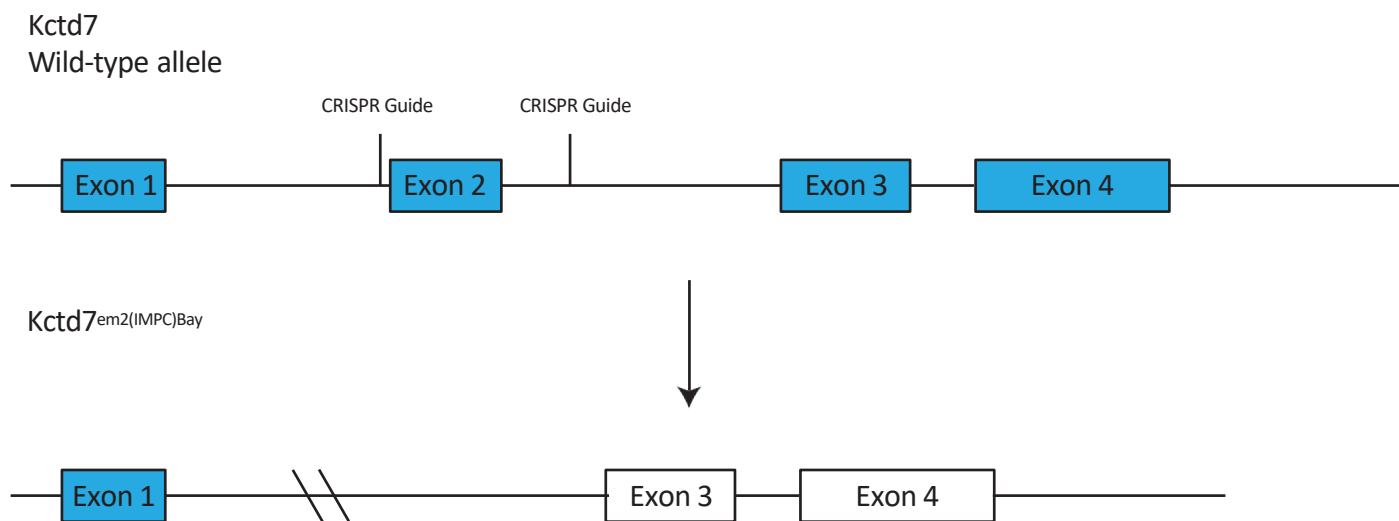 Kctd7
Wild-type allele
CRISPR Guide CRISPR Guide
Exon 1 Exon 2 Exon 3 Exon 4
Kctd7em2(IMPC)Bay
Exon 1 Exon 3 Exon 4